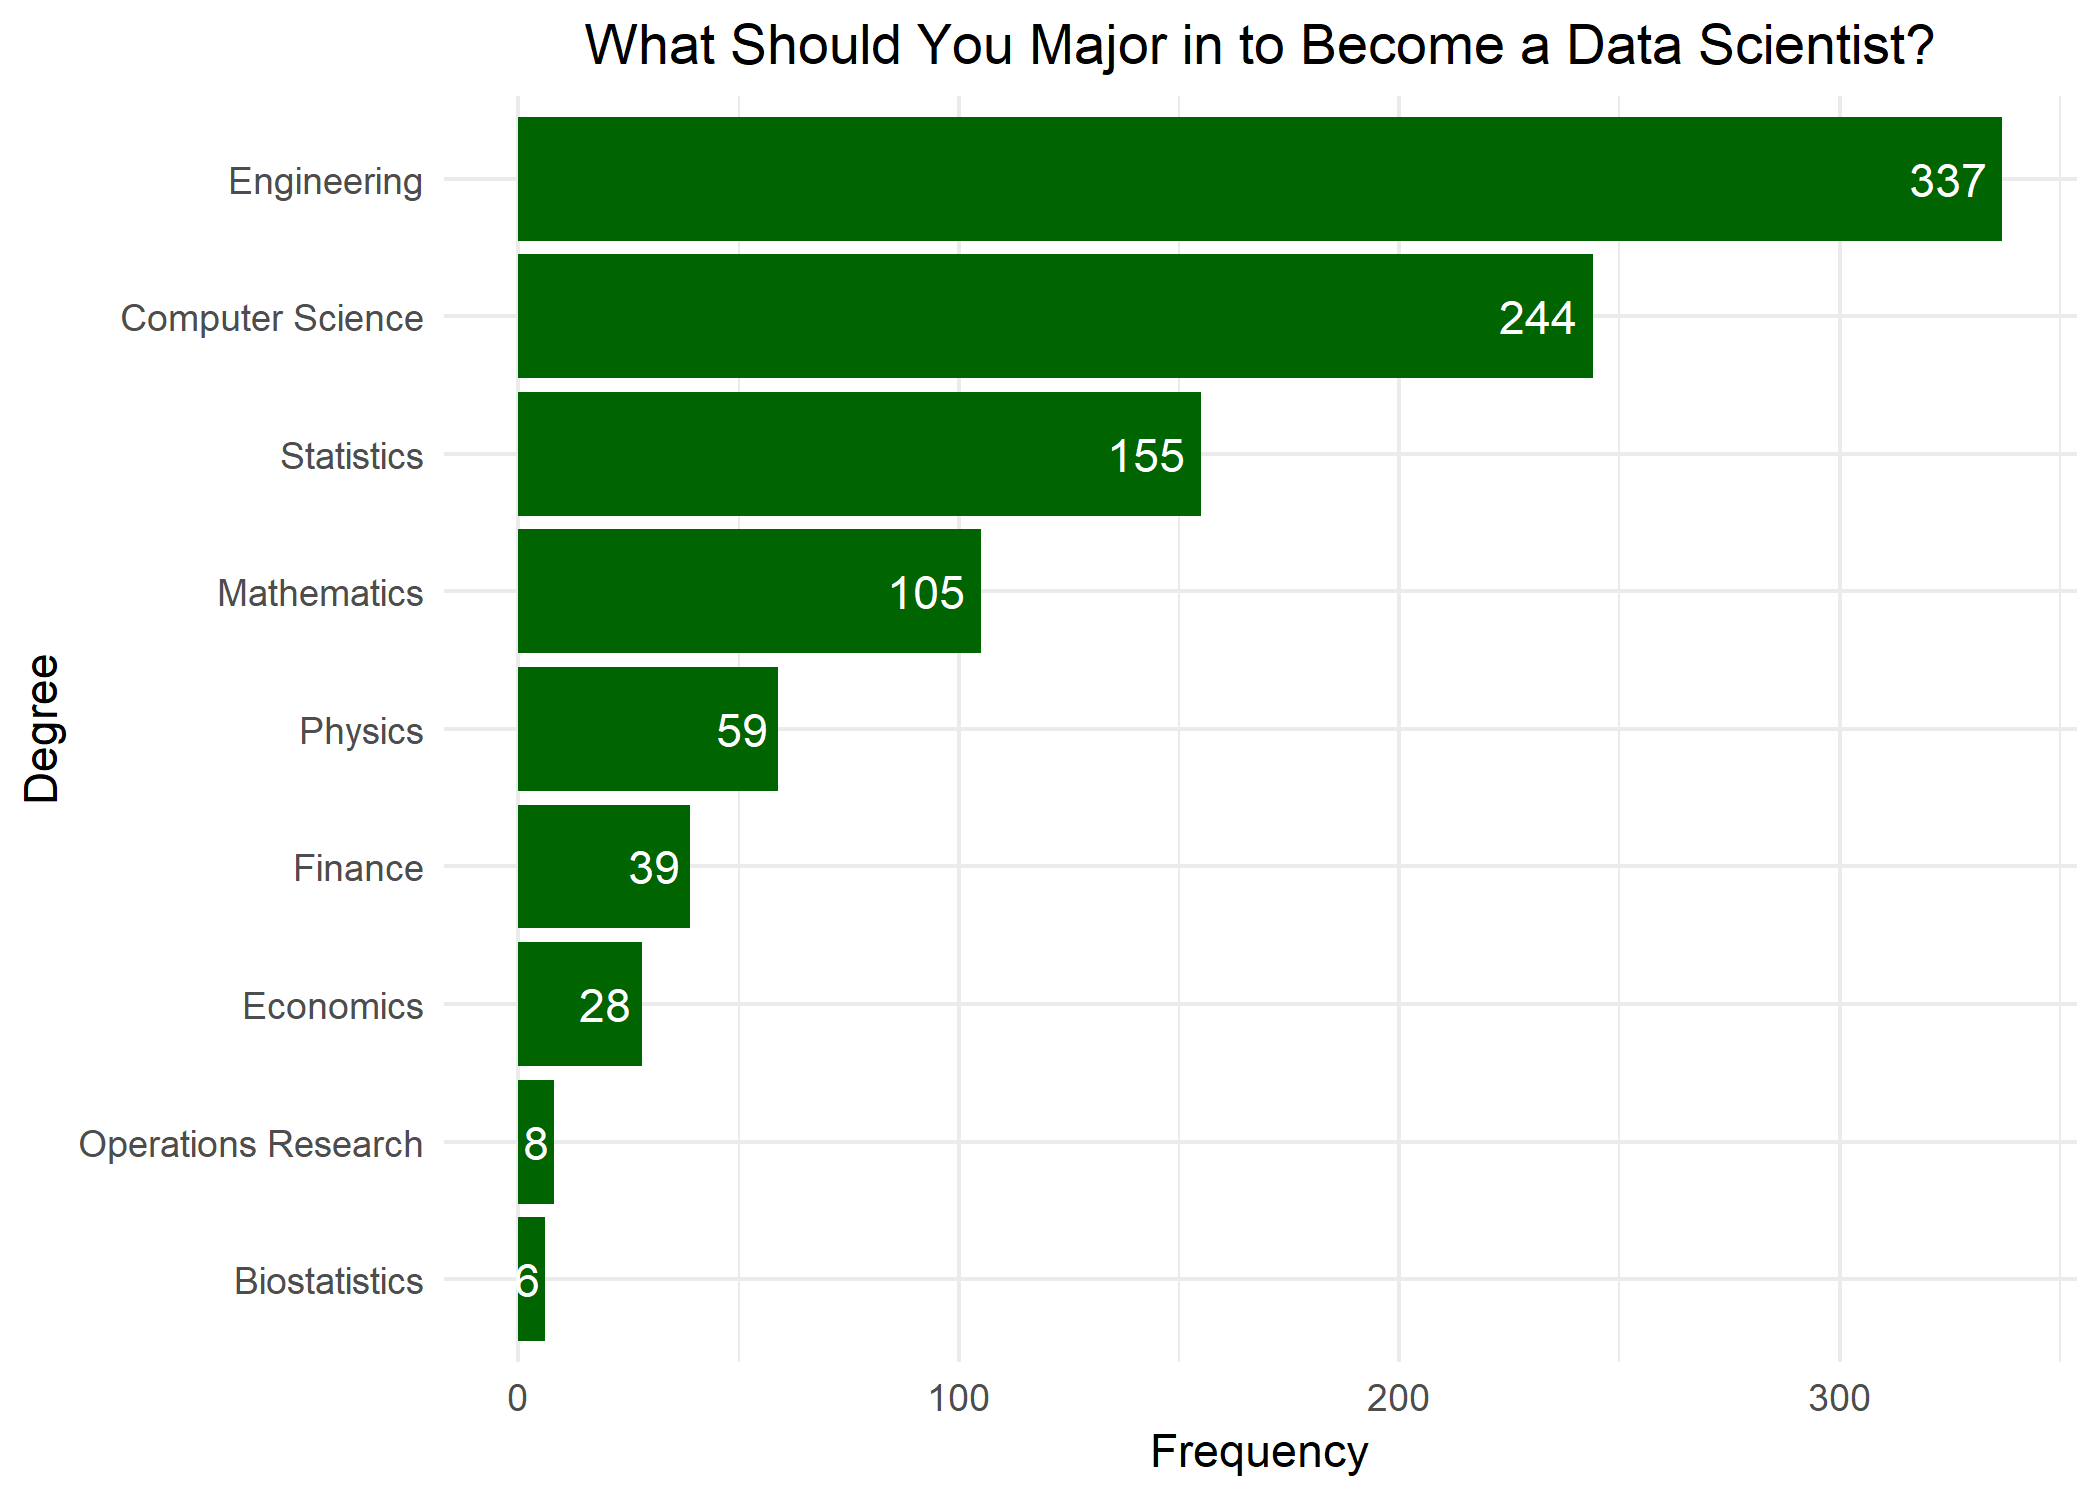 What Should You Major in to Become a Data Scientist?
Engineering 337
Computer Science 244
Statistics 155
Mathematics 105
Physics 59
Finance 39
Economics 28
Operations Research 8
Biostatistics 6
Degree
0 100 200 300
Frequency